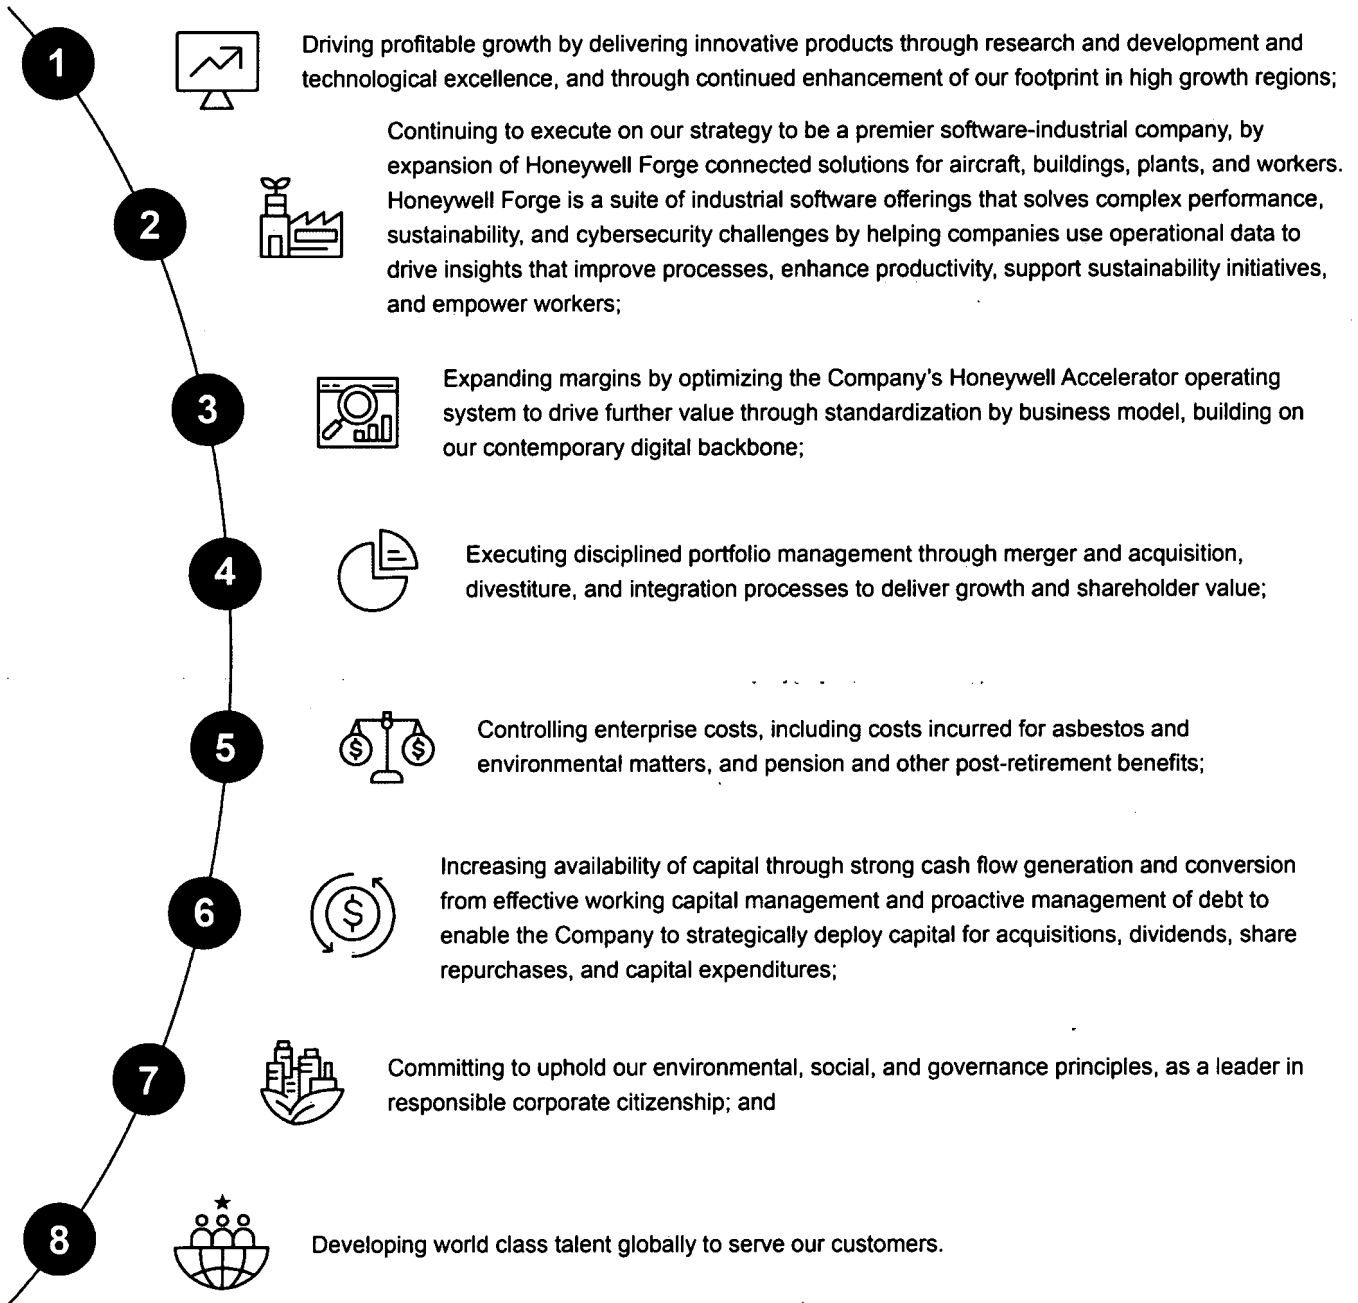 1
Driving profitable growth by delivering innovative products through research and development and
technological excellence, and through continued enhancement of our footprint in high growth regions;
2
Continuing to execute on our strategy to be a premier software-industrial company, by
expansion of Honeywell Forge connected solutions for aircraft, buildings, plants, and workers.
Honeywell Forge is a suite of industrial software offerings that solves complex performance,
sustainability, and cybersecurity challenges by helping companies use operational data to
drive insights that improve processes, enhance productivity, support sustainability initiatives,
and empower workers;
3
Expanding margins by optimizing the Company's Honeywell Accelerator operating
system to drive further value through standardization by business model, building on
our contemporary digital backbone;
4
Executing disciplined portfolio management through merger and acquisition,
divestiture, and integration processes to deliver growth and shareholder value;
5
$ $
Controlling enterprise costs, including costs incurred for asbestos and
environmental matters, and pension and other post-retirement benefits;
6
$
Increasing availability of capital through strong cash flow generation and conversion
from effective working capital management and proactive management of debt to
enable the Company to strategically deploy capital for acquisitions, dividends, share
repurchases, and capital expenditures;
7
Committing to uphold our environmental, social, and governance principles, as a leader in
responsible corporate citizenship; and
8
Developing world class talent globally to serve our customers.